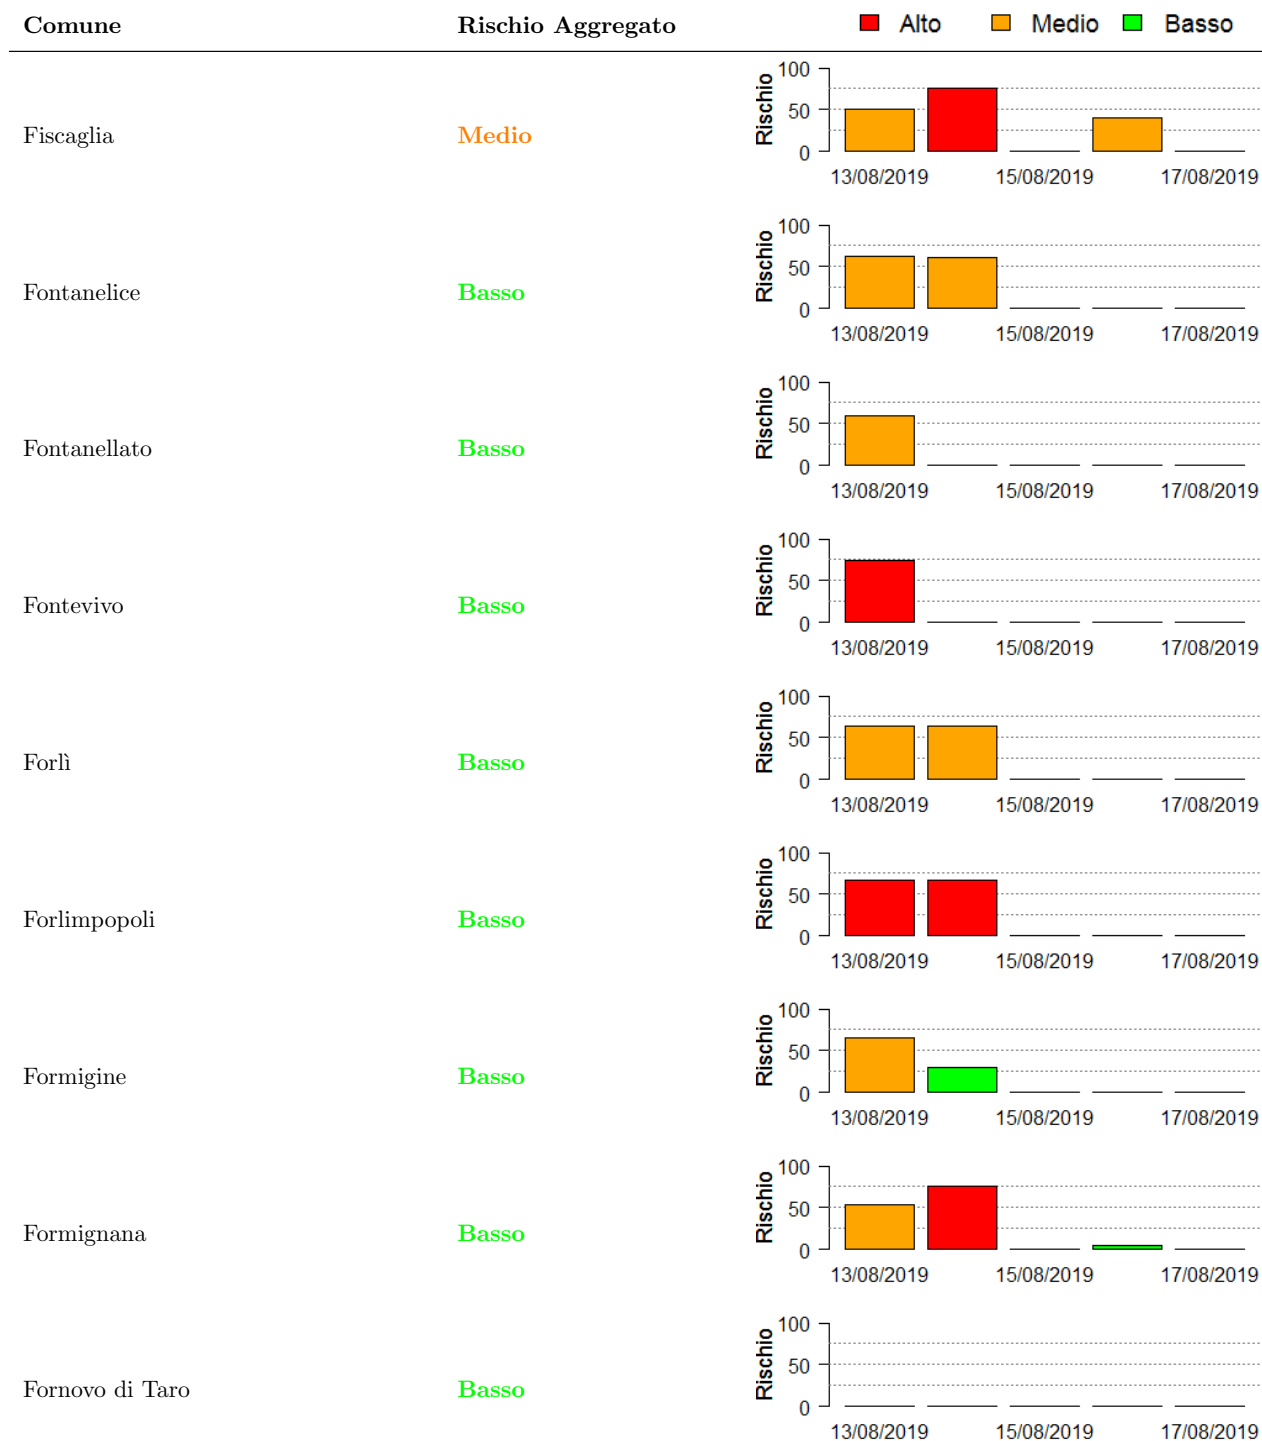 Comune Rischio Aggregato Alto Medio Basso
Fiscaglia Medio Rischio 100 50 0
13/08/2019 15/08/2019 17/08/2019
Fontanelice Basso Rischio 100 50 0
13/08/2019 15/08/2019 17/08/2019
Fontanellato Basso Rischio 100 50 0
13/08/2019 15/08/2019 17/08/2019
Fontevivo Basso Rischio 100 50 0
13/08/2019 15/08/2019 17/08/2019
Forlì Basso Rischio 100 50 0
13/08/2019 15/08/2019 17/08/2019
Forlimpopoli Basso Rischio 100 50 0
13/08/2019 15/08/2019 17/08/2019
Formigine Basso Rischio 100 50 0
13/08/2019 15/08/2019 17/08/2019
Formignana Basso Rischio 100 50 0
13/08/2019 15/08/2019 17/08/2019
Fornovo di Taro Basso Rischio 100 50 0
13/08/2019 15/08/2019 17/08/2019